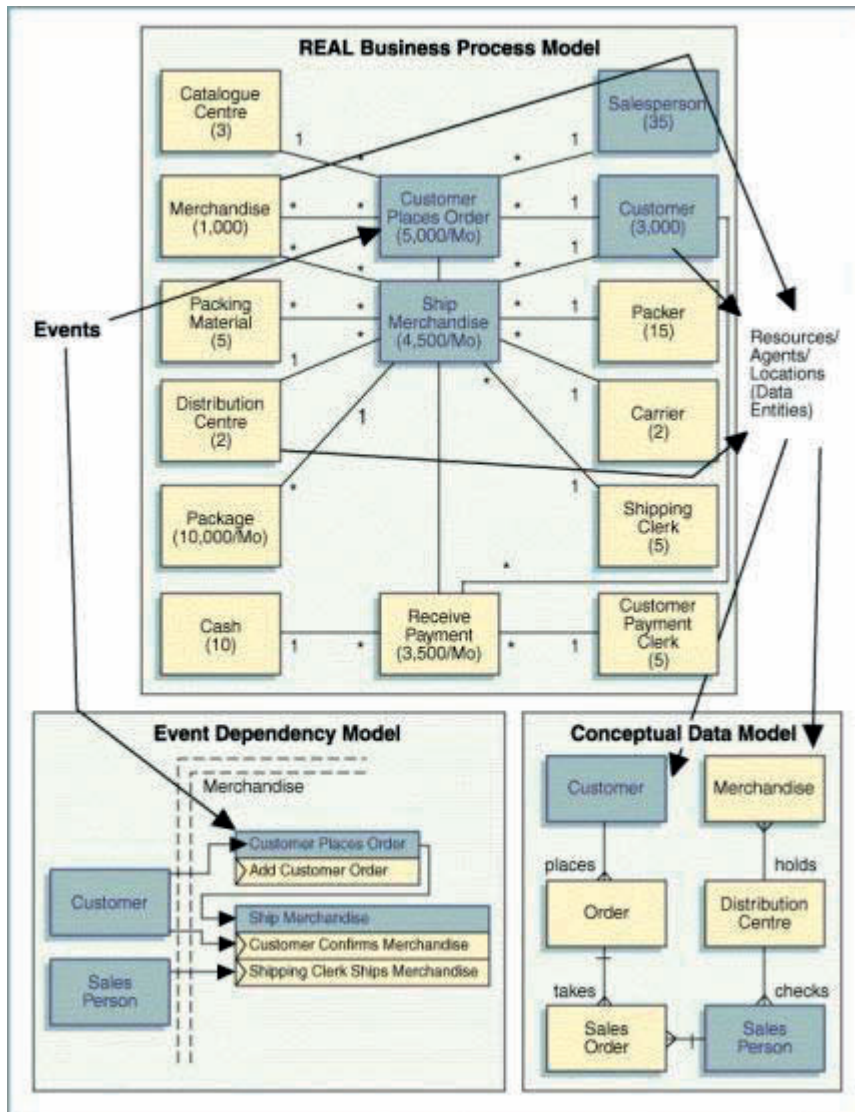 REAL Business Process Model
Catalogue
Centre
(3)
Salesperson
(35)
1
*
*
1
Merchandise
(1,000)
*
*
Customer
Places Order
(5,000/Mo)
*
1
Customer
(3,000)
*
*
*
1
Events
Packing
Material
(5)
*
*
Ship
Merchandise
(4,500/Mo)
*
1
Packer
(15)
Resources/
Agents/
Locations
(Data
Entities)
1
*
*
1
Distribution
Centre
(2)
1
*
Carrier
(2)
Package
(10,000/Mo)
*
1
Shipping
Clerk
(5)
*
Cash
(10)
1
*
Receive
Payment
(3,500/Mo)
*
1
Customer
Payment
Clerk
(5)
Event Dependency Model
Merchandise
Customer Places Order
Add Customer Order
Customer
Ship Merchandise
Customer Confirms Merchandise
Shipping Clerk Ships Merchandise
Sales
Person
Conceptual Data Model
Customer
Merchandise
places
holds
Order
Distribution
Centre
takes
checks
Sales
Order
Sales
Person